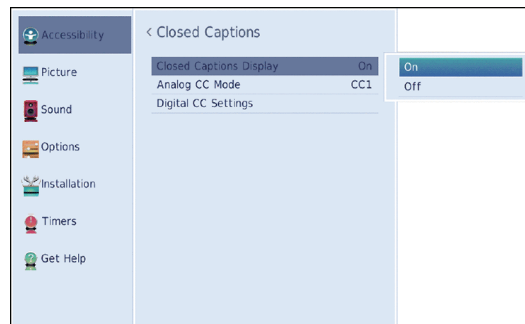 Accessibility
Picture
Sound
Options
Installation
Timers
Get Help
< Closed Captions
Closed Captions Display On
Analog CC Mode CC1
Digital CC Settings
On
Off